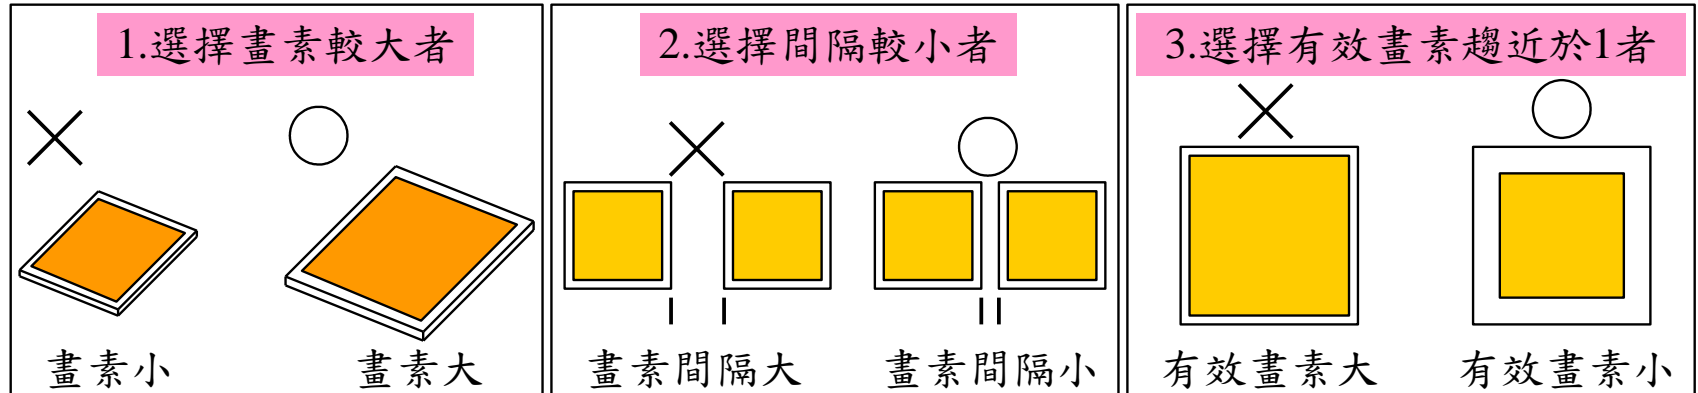 1.選擇畫素較大者
畫素小
畫素大
2.選擇間隔較小者
畫素間隔大
畫素間隔小
3.選擇有效畫素趨近於1者
有效畫素大
有效畫素小